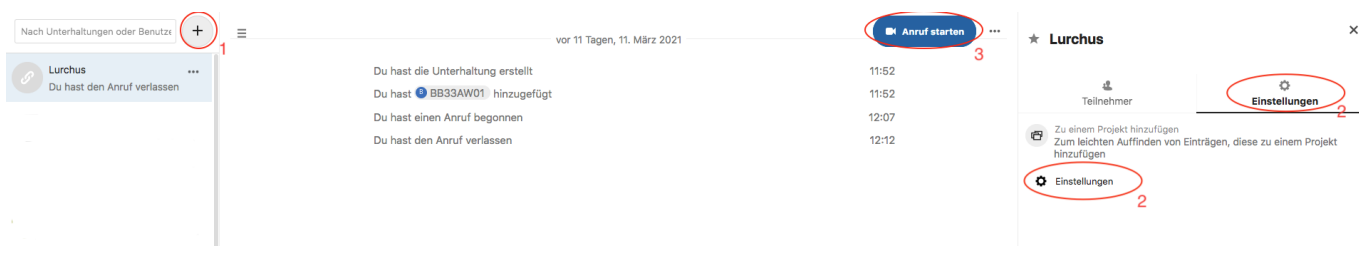 Nach Unterhaltungen oder Benutze
+
1
Lurchus
Du hast den Anruf verlassen
vor 11 Tagen, 11. März 2021
Anruf starten
3
Du hast die Unterhaltung erstellt 11:52
Du hast B BB33AW01 hinzugefügt 11:52
Du hast einen Anruf begonnen 12:07
Du hast den Anruf verlassen 12:12
Lurchus
Teilnehmer
Einstellungen
2
Zu einem Projekt hinzufügen
Zum leichten Auffinden von Einträgen, diese zu einem Projekt
hinzufügen
Einstellungen
2